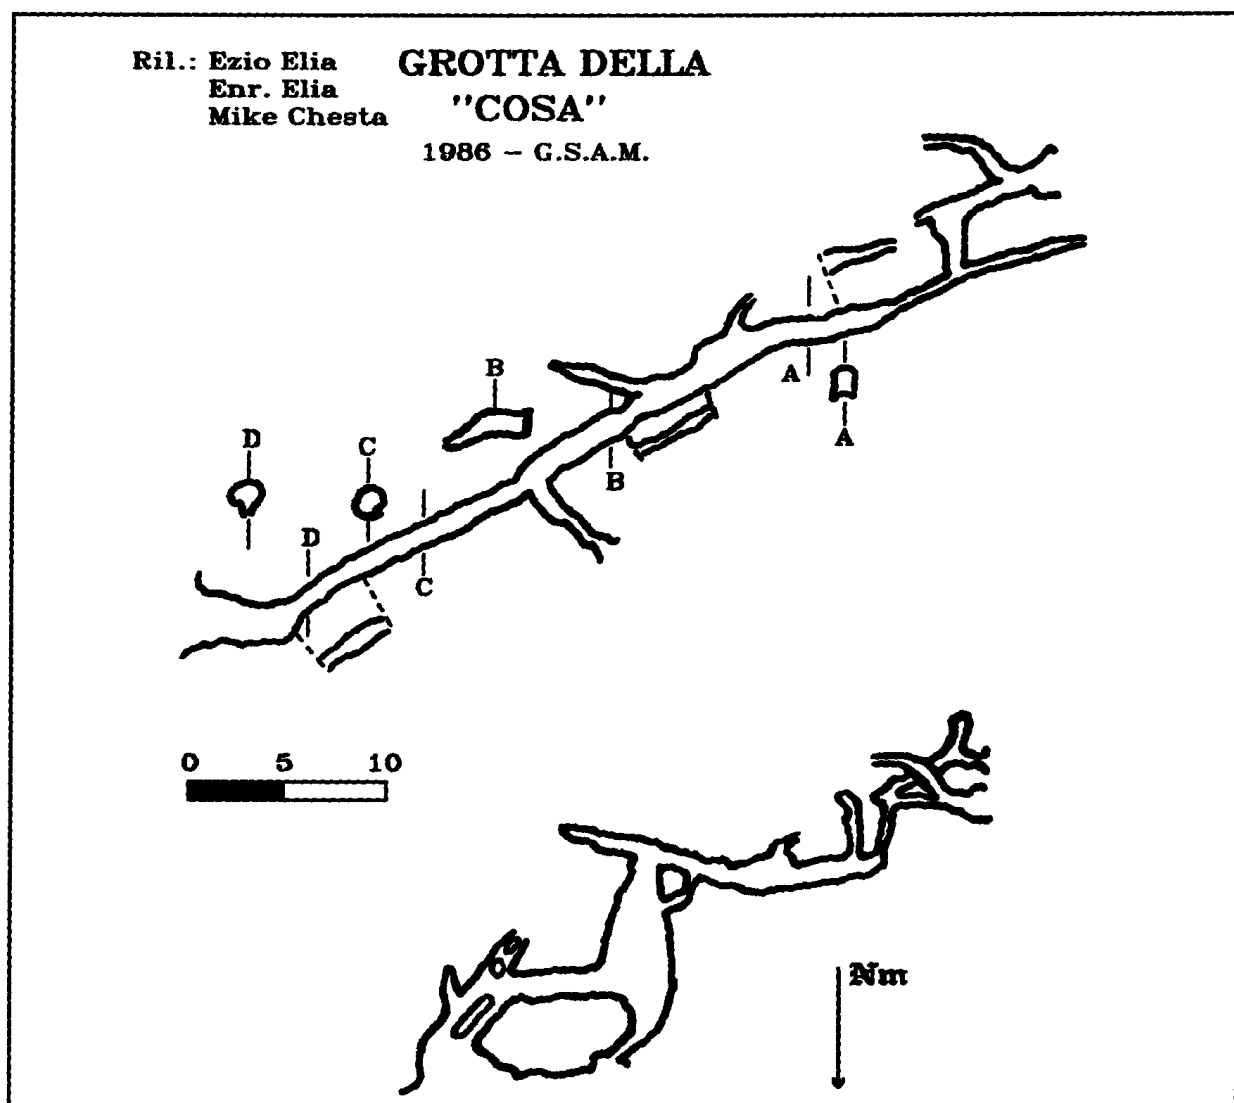 Ril.: Ezio Elia
Enr. Elia
Mike Chesta
GROTTA DELLA
"COSA"
1986 - G.S.A.M.
A
A
B
B
C
C
D
D
0 5 10
Nm